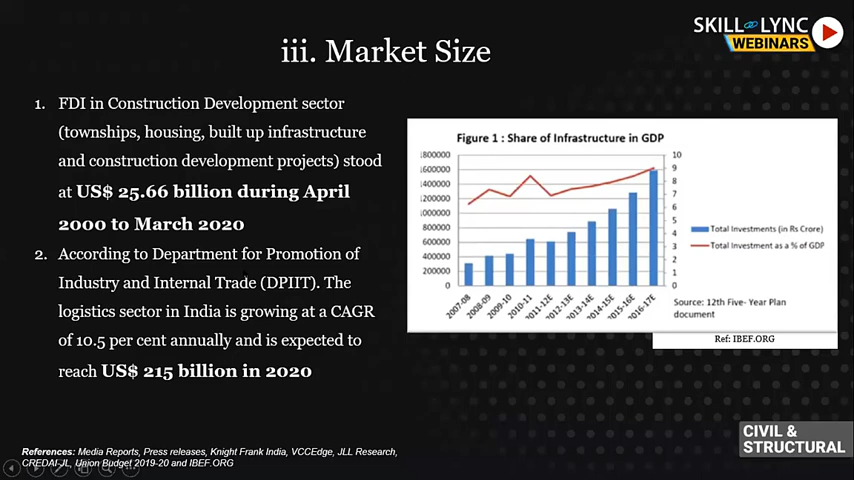 SKILL LYNC
WEBINARS
iii. Market Size
1. FDI in Construction Development sector
(townships, housing, built up infrastructure
and construction development projects) stood
at US$ 25.66 billion during April
2000 to March 2020
2. According to Department for Promotion of
Industry and Internal Trade (DPIIT). The
logistics sector in India is growing at a CAGR
of 10.5 per cent annually and is expected to
reach US$ 215 billion in 2020
Figure 1 : Share of Infrastructure in GDP
1800000
1600000
1400000
1200000
1000000
800000
600000
400000
200000
0
10
9
8
7
6
5
4
3
2
1
0
2007-08
2008-09
2009-10
2010-11
2011-12E
2012-13E
2013-14E
2014-15E
2015-16E
2016-17E
Total Investments (in Rs Crore)
Total Investment as a % of GDP
Source: 12th Five- Year Plan
document
Ref: IBEF.ORG
References: Media Reports, Press releases, Knight Frank India, VCCEdge, JLL Research,
CREDAI-JL, Union Budget 2019-20 and IBEF.ORG
CIVIL &
STRUCTURAL